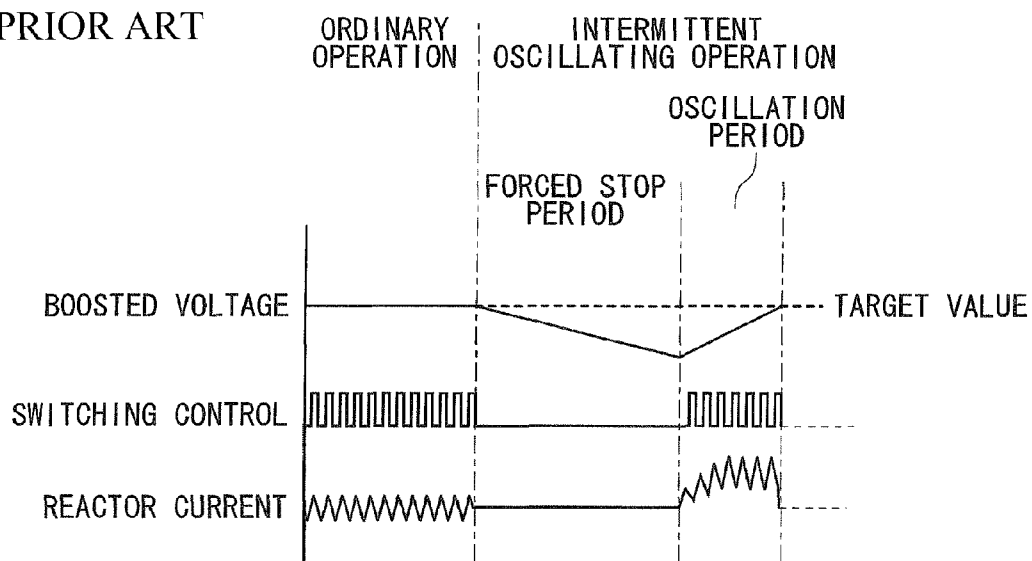 PRIOR ART
ORDINARY
OPERATION
INTERMITTENT
OSCILLATING OPERATION
OSCILLATION
PERIOD
FORCED STOP
PERIOD
BOOSTED VOLTAGE
TARGET VALUE
SWITCHING CONTROL
REACTOR CURRENT